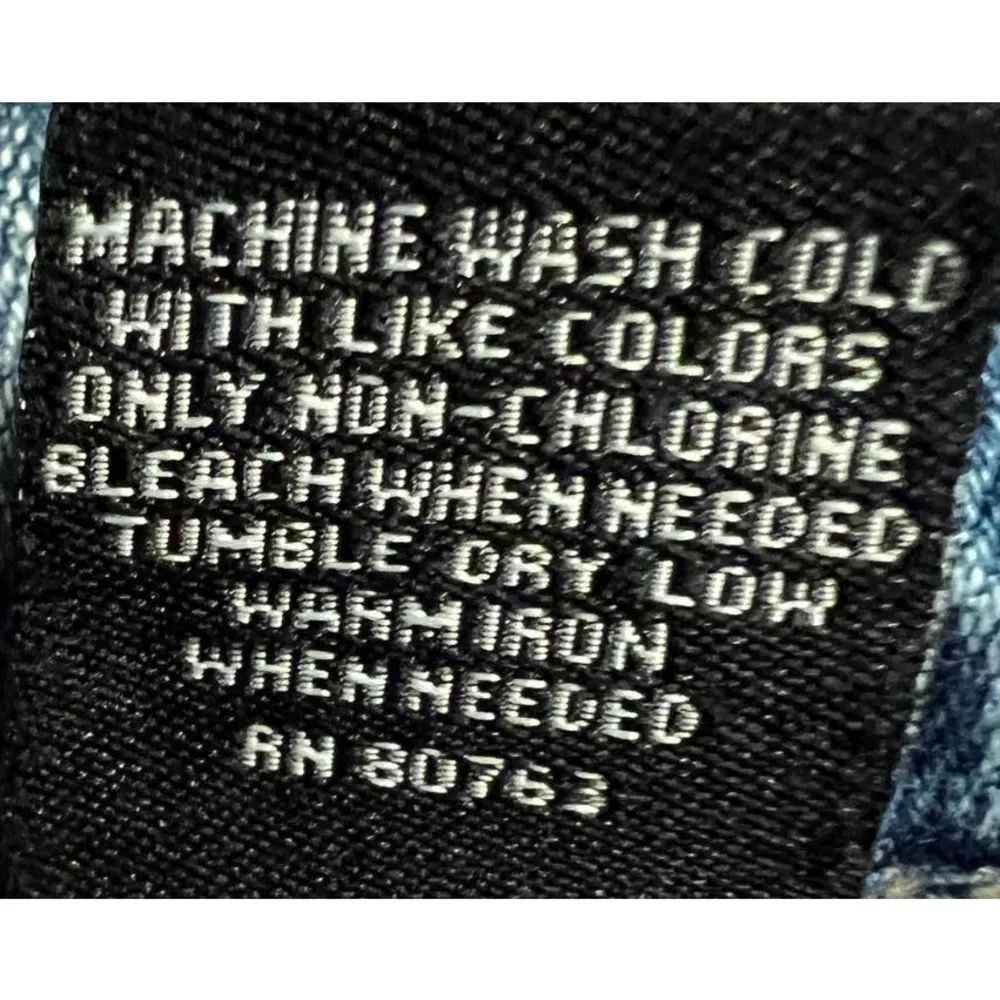 MACHINE WASH COLD
WITH LIKE COLORS
ONLY NON-CHLORINE
BLEACH WHEN NEEDED
TUMBLE DRY LOW
WARM IRON
WHEN NEEDED
RN 80763